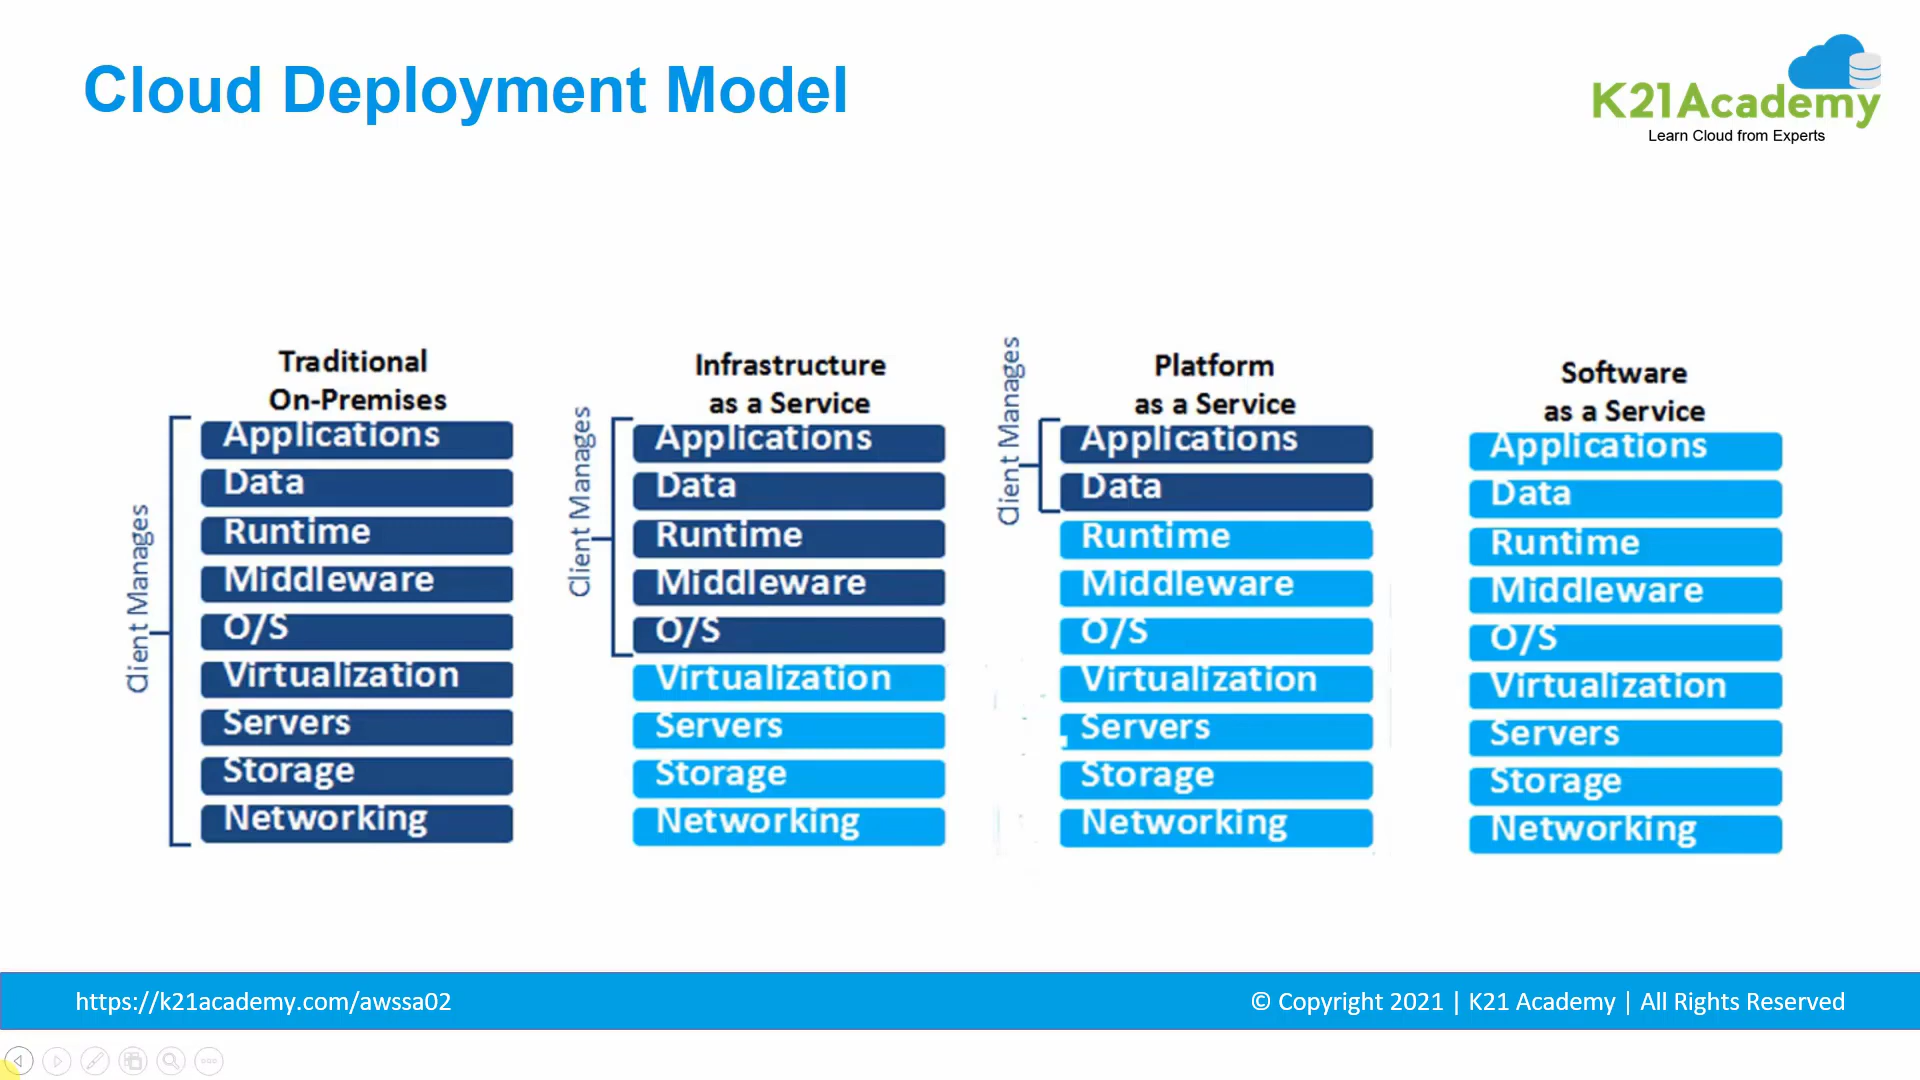 Cloud Deployment Model
K21Academy
Learn Cloud from Experts
Client Manages
Traditional
On-Premises
Applications
Data
Runtime
Middleware
O/S
Virtualization
Servers
Storage
Networking
Client Manages
Infrastructure
as a Service
Applications
Data
Runtime
Middleware
O/S
Virtualization
Servers
Storage
Networking
Client Manages
Platform
as a Service
Applications
Data
Runtime
Middleware
O/S
Virtualization
Servers
Storage
Networking
Software
as a Service
Applications
Data
Runtime
Middleware
O/S
Virtualization
Servers
Storage
Networking
https://k21academy.com/awssa02
© Copyright 2021 | K21 Academy | All Rights Reserved